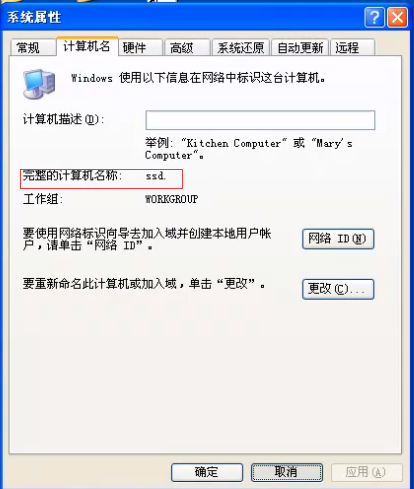 系统属性
常规 计算机名 硬件 高级 系统还原 自动更新 远程
Windows 使用以下信息在网络中标识这台计算机。
计算机描述(D):
举例: "Kitchen Computer" 或 "Mary's
Computer"。
完整的计算机名称: ssd.
工作组: WORKGROUP
要使用网络标识向导去加入域并创建本地用户帐
户，请单击“网络 ID”。
网络 ID(N)
要重新命名此计算机或加入域，单击“更改”。
更改(C)...
确定 取消 应用(A)